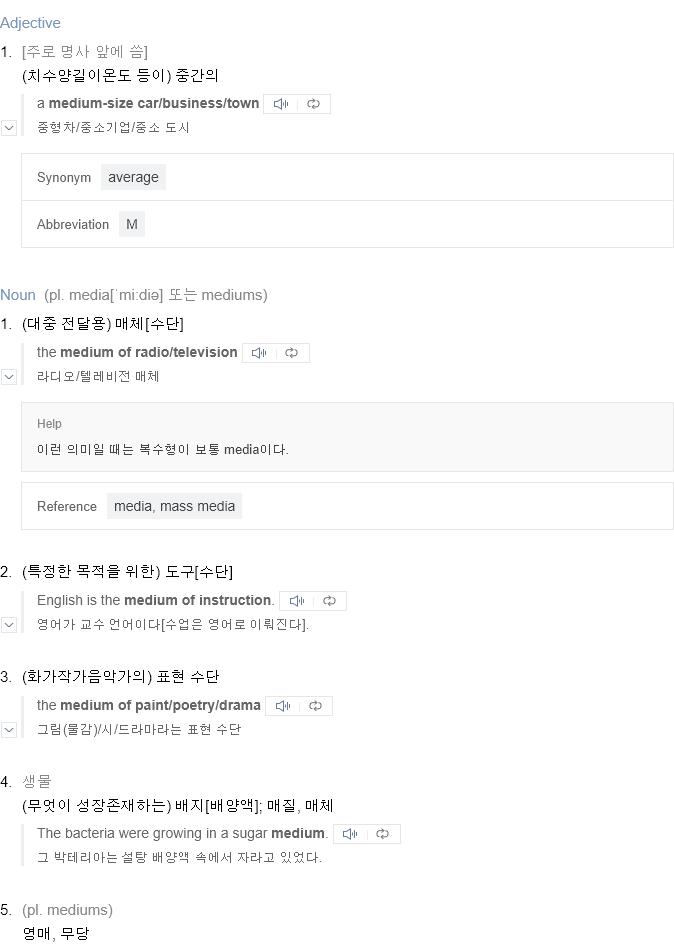 Adjective
1. [주로 명사 앞에 씀]
(치수양길이온도 등이) 중간의
a medium-size car/business/town
중형차/중소기업/중소 도시
Synonym average
Abbreviation M
Noun (pl. media[ˈmiːdiə] 또는 mediums)
1. (대중 전달용) 매체[수단]
the medium of radio/television
라디오/텔레비전 매체
Help
이런 의미일 때는 복수형이 보통 media이다.
Reference media, mass media
2. (특정한 목적을 위한) 도구[수단]
English is the medium of instruction.
영어가 교수 언어이다[수업은 영어로 이뤄진다].
3. (화가작가음악가의) 표현 수단
the medium of paint/poetry/drama
그림(물감)/시/드라마라는 표현 수단
4. 생물
(무엇이 성장존재하는) 배지[배양액]; 매질, 매체
The bacteria were growing in a sugar medium.
그 박테리아는 설탕 배양액 속에서 자라고 있었다.
5. (pl. mediums)
영매, 무당